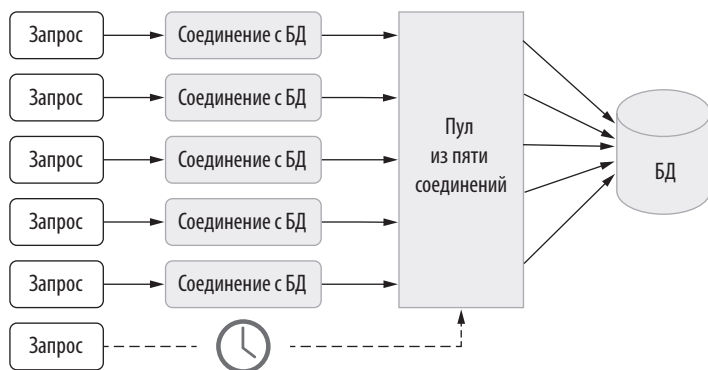 Запрос
Соединение с БД
Запрос
Соединение с БД
Запрос
Соединение с БД
Запрос
Соединение с БД
Запрос
Соединение с БД
Запрос
Пул
из пяти
соединений
БД